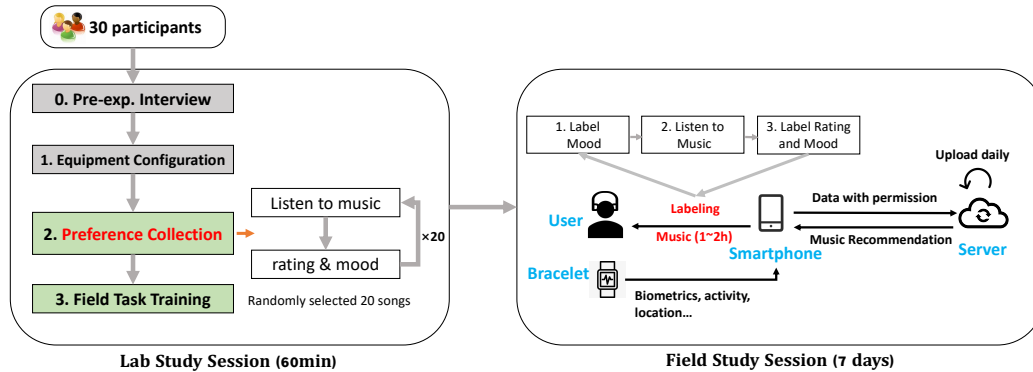 30 participants
0. Pre-exp. Interview
1. Equipment Configuration
2. Preference Collection
3. Field Task Training
Listen to music
rating & mood
×20
Randomly selected 20 songs
Lab Study Session (60min)
1. Label
Mood
2. Listen to
Music
3. Label Rating
and Mood
Upload daily
User
Labeling
Music (1~2h)
Smartphone
Data with permission
Music Recommendation
Server
Bracelet
Biometrics, activity,
location...
Field Study Session (7 days)